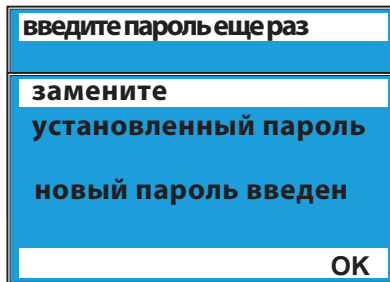 введите пароль еще раз
замените
установленный пароль
новый пароль введен
OK